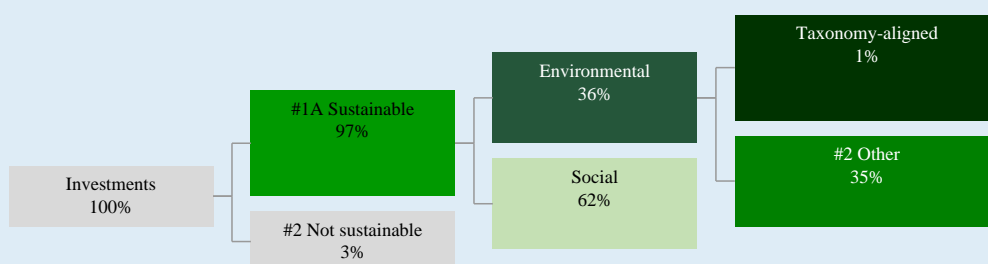 Investments
100%
#1A Sustainable
97%
#2 Not sustainable
3%
Environmental
36%
Social
62%
Taxonomy-aligned
1%
#2 Other
35%